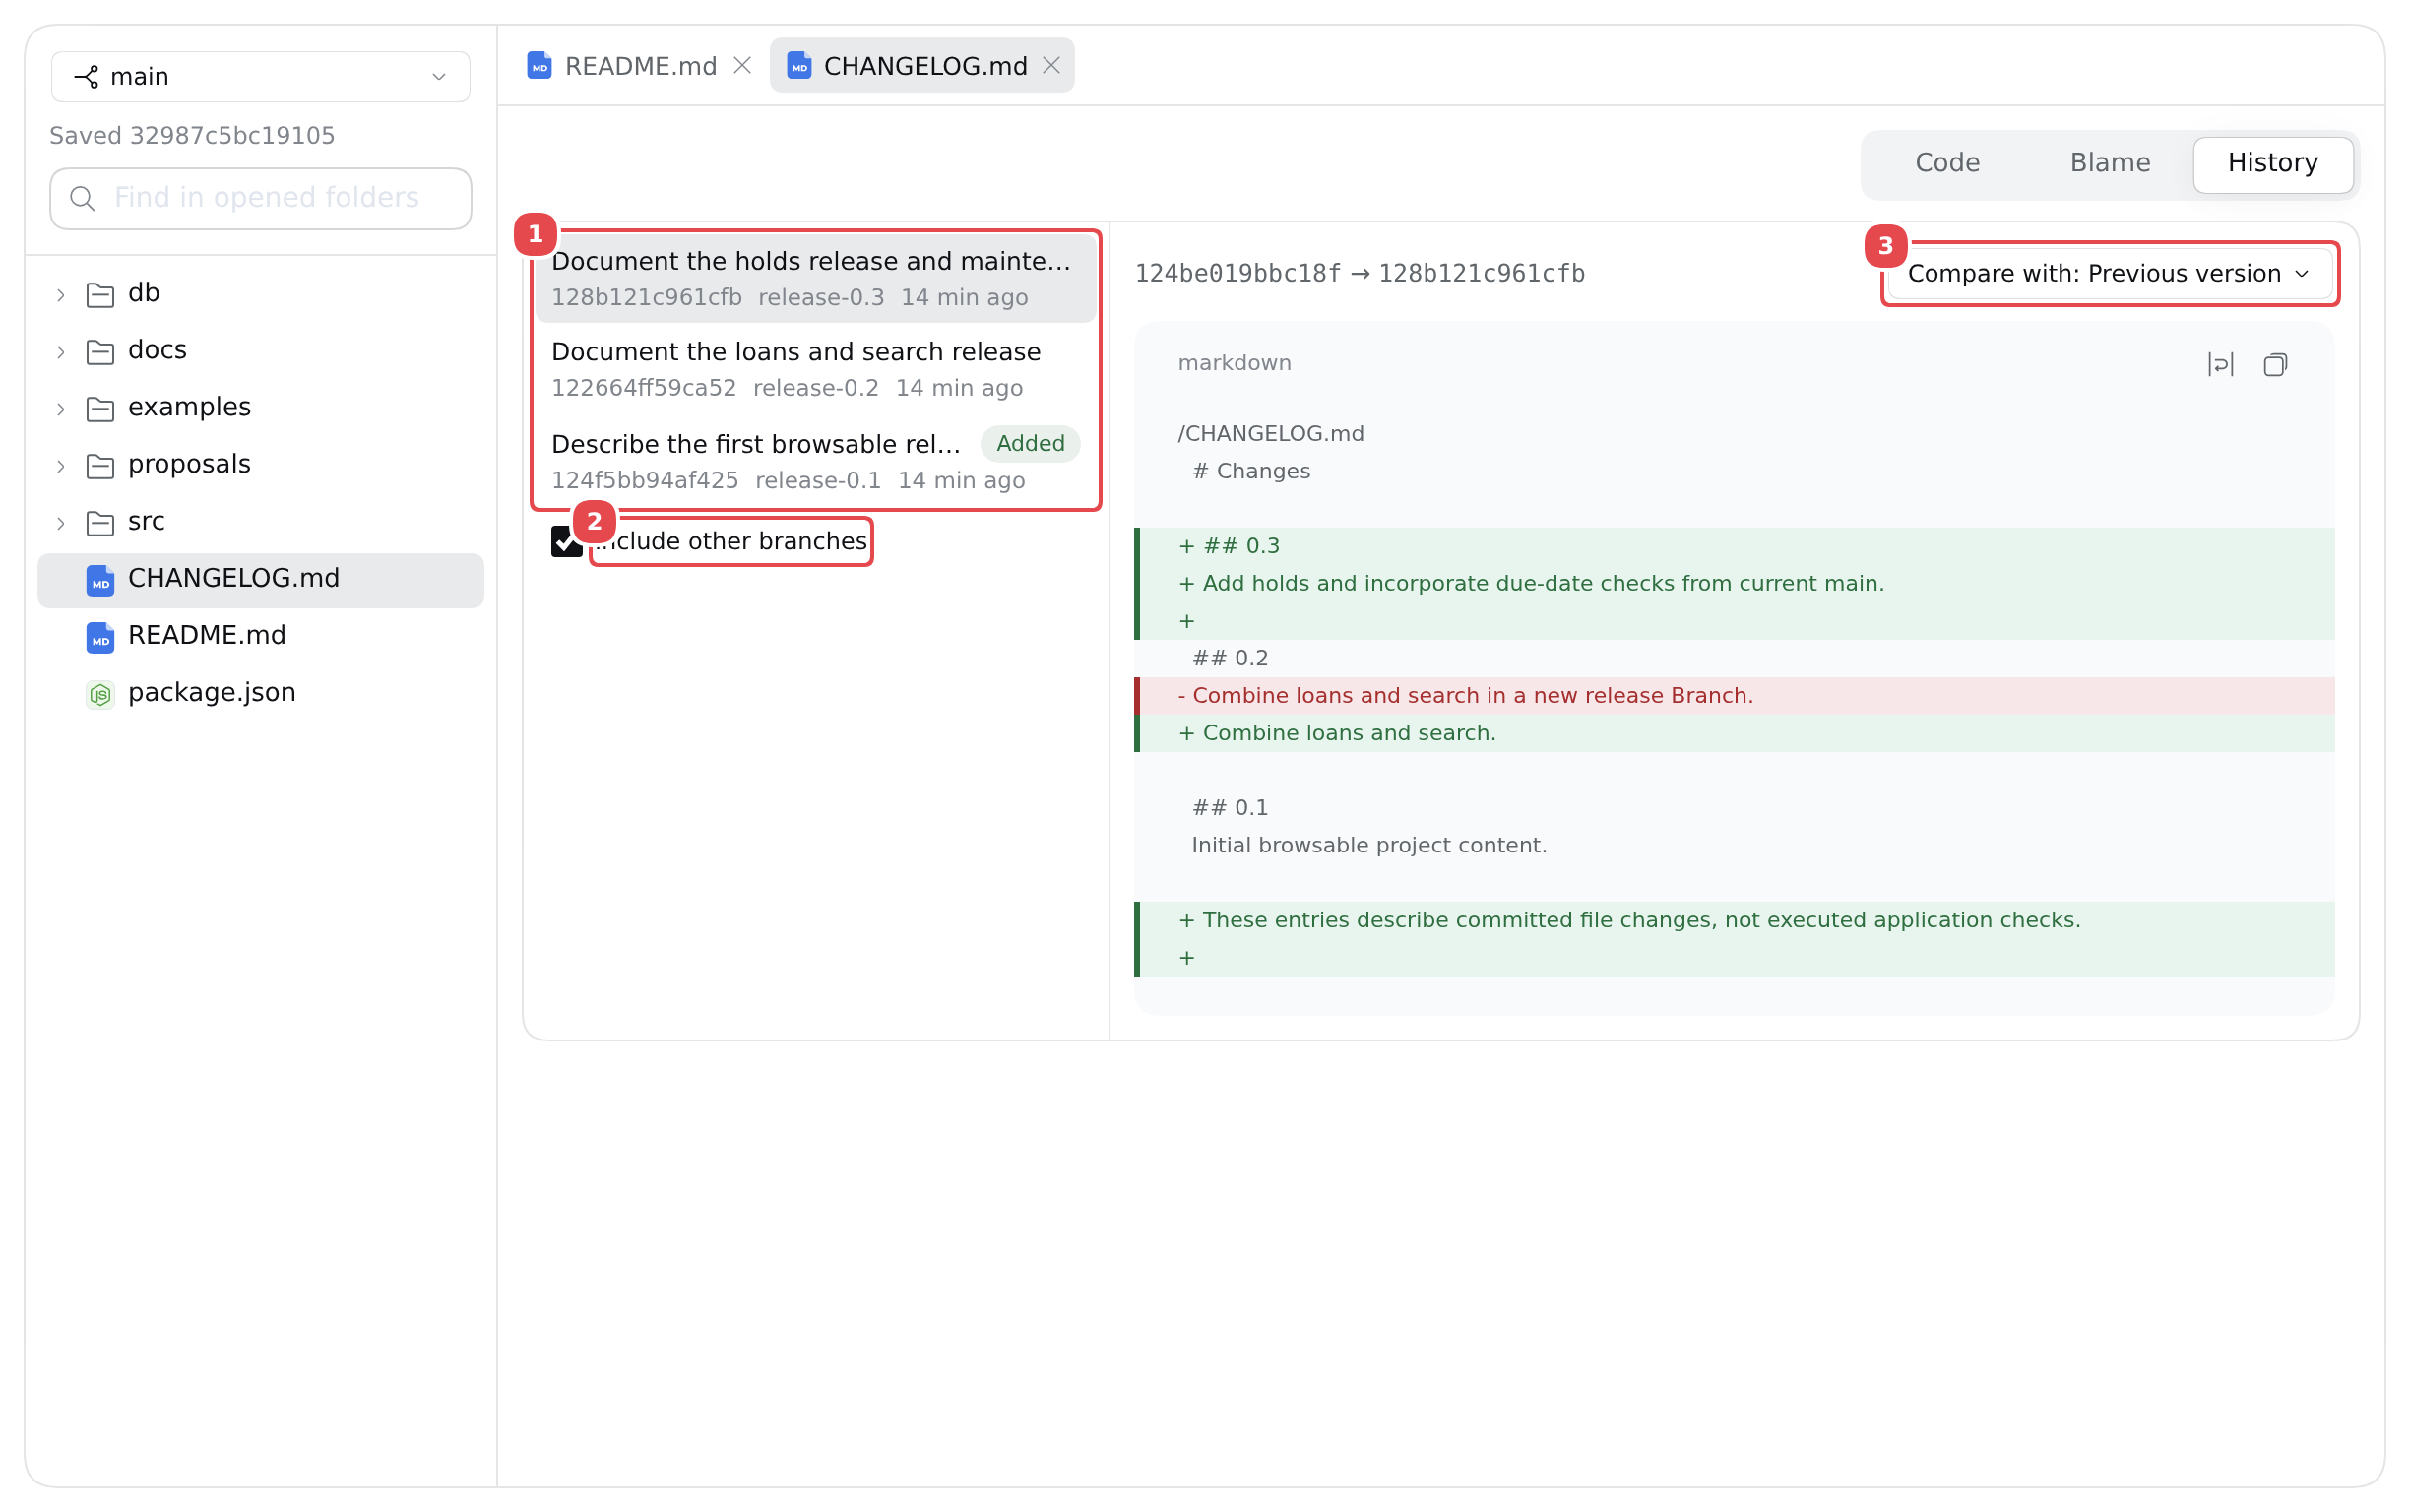 main
Saved 32987c5bc19105
Find in opened folders
db
docs
examples
proposals
src
CHANGELOG.md
README.md
package.json
README.md
CHANGELOG.md
Code Blame History
1
Document the holds release and mainte...
128b121c961cfb release-0.3 14 min ago
Document the loans and search release
122664ff59ca52 release-0.2 14 min ago
Describe the first browsable rel... Added
124f5bb94af425 release-0.1 14 min ago
2
include other branches
124be019bbc18f → 128b121c961cfb
3
Compare with: Previous version
markdown
/CHANGELOG.md
# Changes
+ ## 0.3
+ Add holds and incorporate due-date checks from current main.
+
## 0.2
- Combine loans and search in a new release Branch.
+ Combine loans and search.
## 0.1
Initial browsable project content.
+ These entries describe committed file changes, not executed application checks.
+